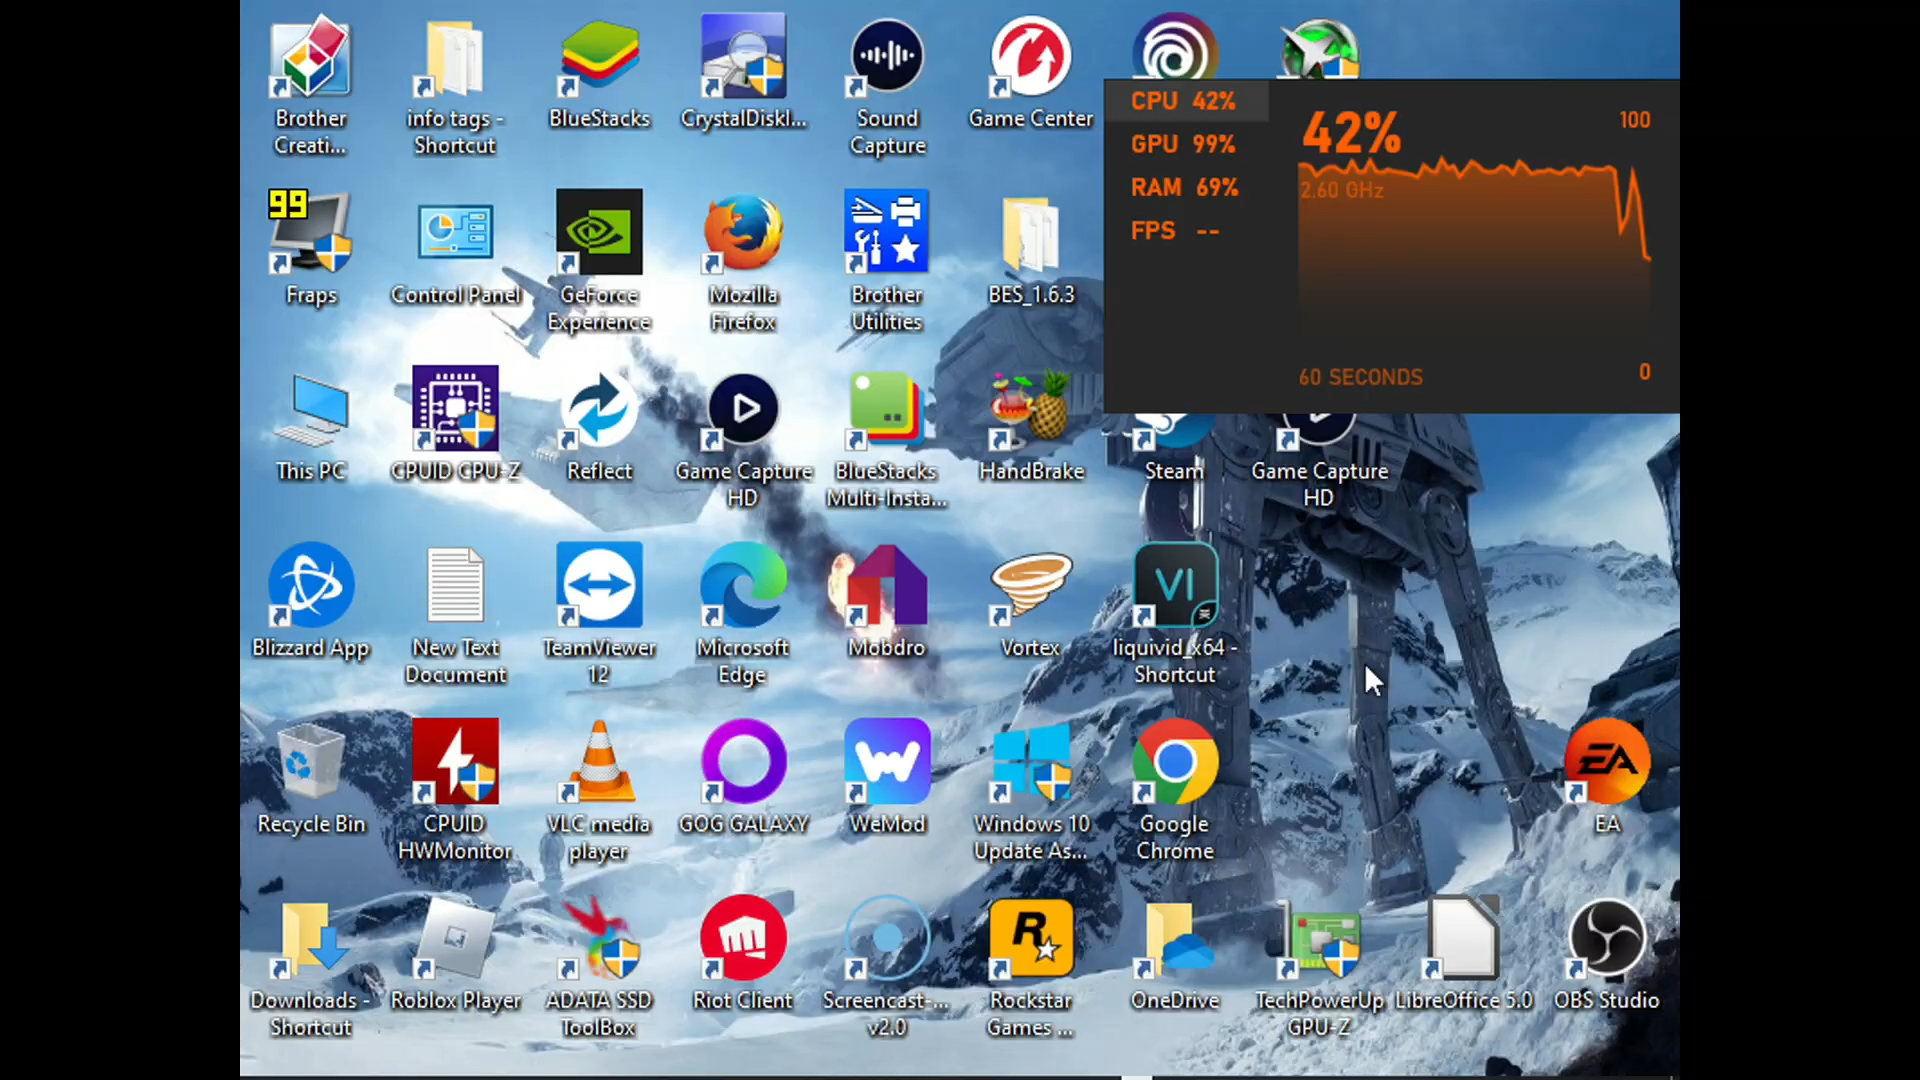 Brother
Creati...
info tags -
Shortcut
BlueStacks
CrystalDiskI...
Sound
Capture
Game Center
CPU 42%
GPU 99%
RAM 69%
FPS --
42%
100
2.60 GHz
60 SECONDS
0
99
Fraps
Control Panel
GeForce
Experience
Mozilla
Firefox
Brother
Utilities
BES_1.6.3
This PC
CPUID CPU-Z
Reflect
Game Capture
HD
BlueStacks
Multi-Insta...
HandBrake
Steam
Game Capture
HD
Blizzard App
New Text
Document
TeamViewer
12
Microsoft
Edge
Mobdro
Vortex
VI
liquivid_x64 -
Shortcut
Recycle Bin
CPUID
HWMonitor
VLC media
player
GOG GALAXY
WeMod
Windows 10
Update As...
Google
Chrome
EA
EA
Downloads -
Shortcut
Roblox Player
ADATA SSD
ToolBox
Riot Client
Screencast-...
v2.0
R
Rockstar
Games ...
OneDrive
TechPowerUp
GPU-Z
LibreOffice 5.0
OBS Studio